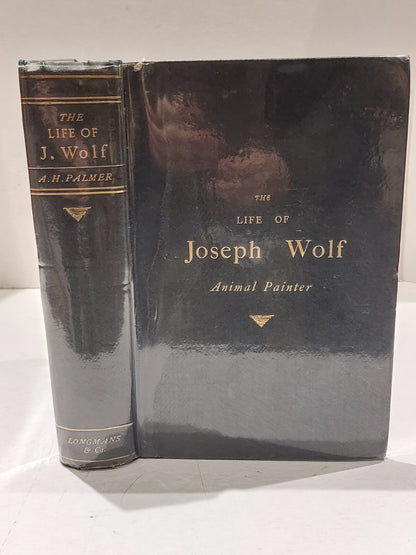 THE
LIFE OF
J. Wolf
A. H. PALMER
LONGMANS
& Co.
THE
LIFE OF
Joseph Wolf
Animal Painter